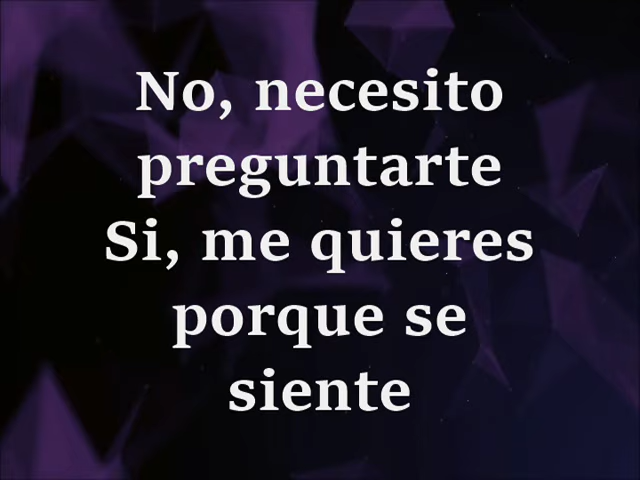 No, necesito
preguntarte
Si, me quieres
porque se
siente